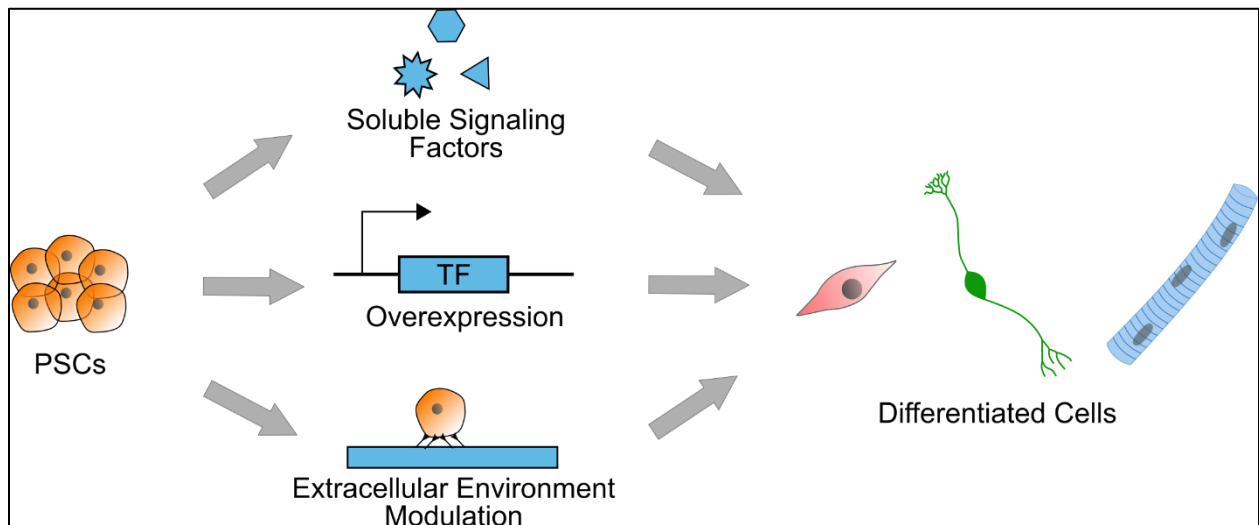 Soluble Signaling
Factors
TF
Overexpression
PSCs
Extracellular Environment
Modulation
Differentiated Cells